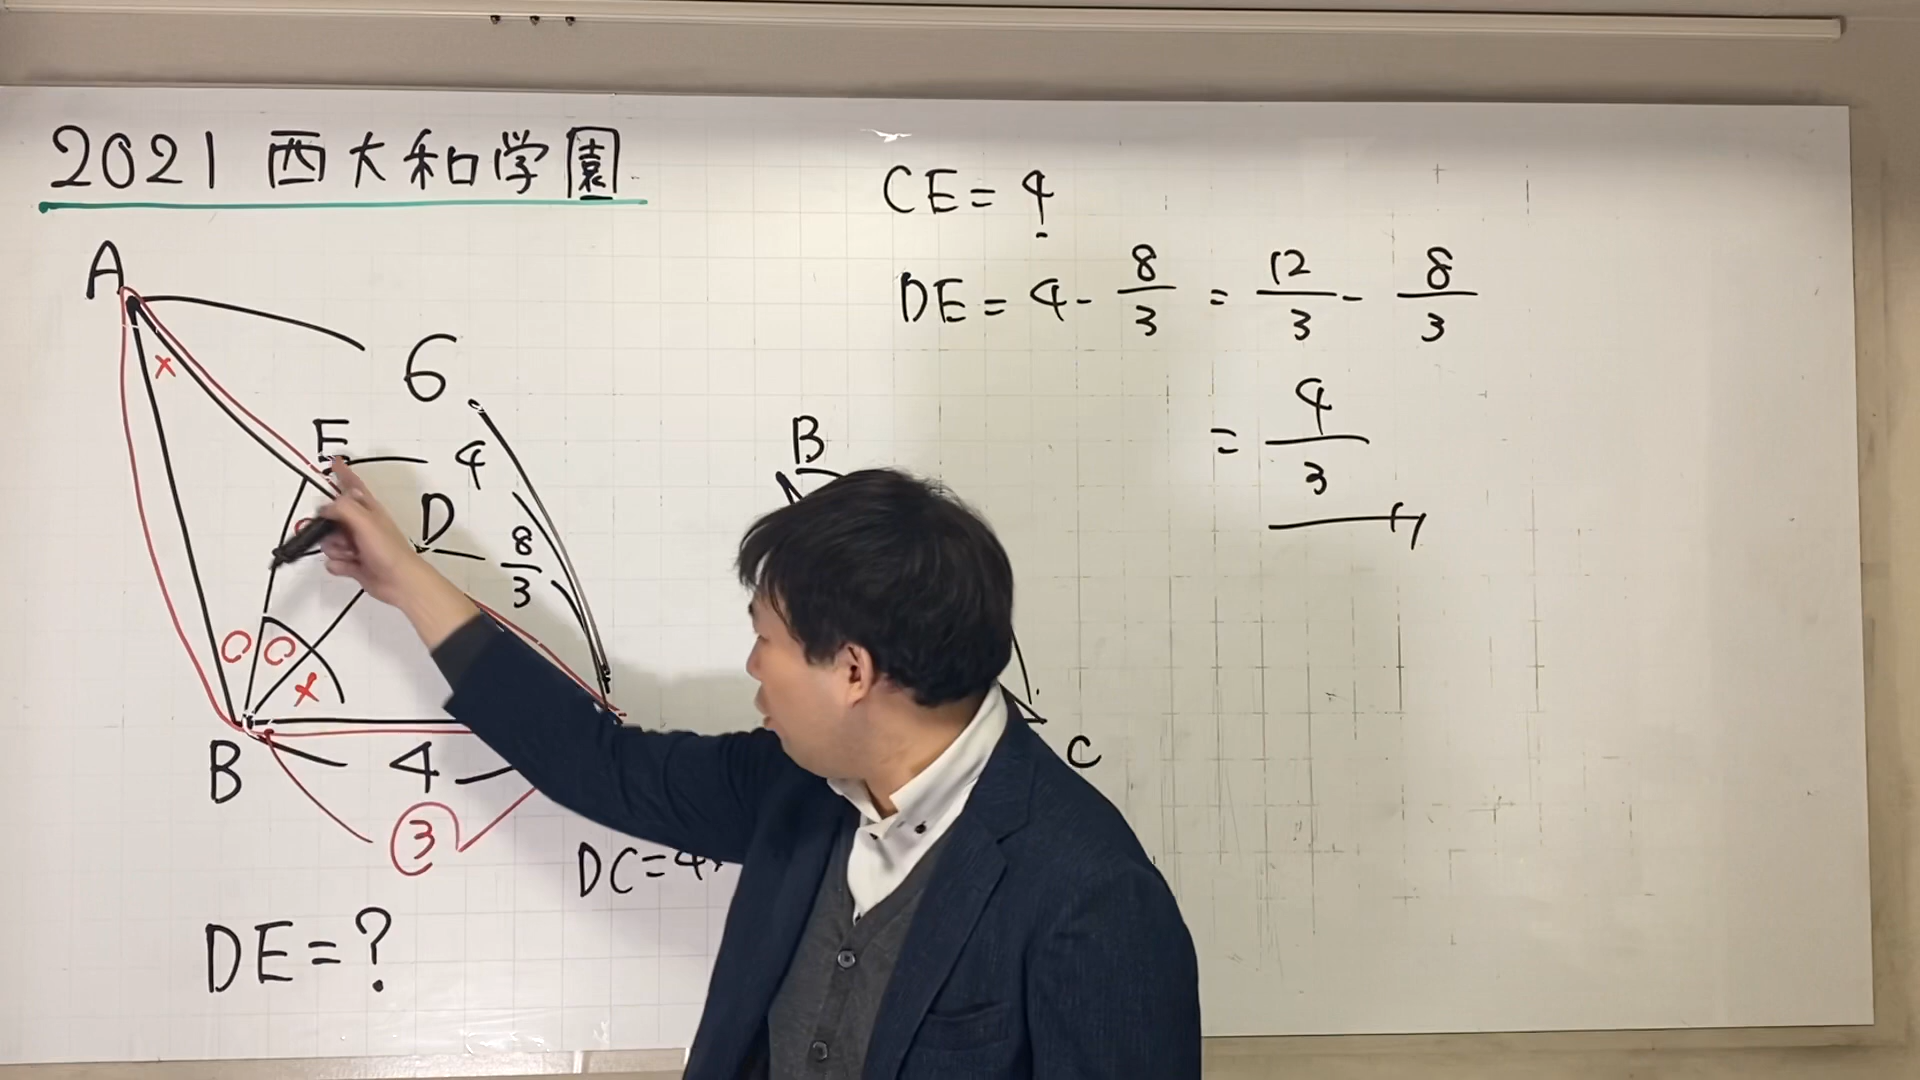 2021 西大和学園
CE = 4
DE = 4 - 8/3 = 12/3 - 8/3
= 4/3
A
×
6
E
4
D
8/3
○ ○
×
B
4
③
DC = 4
DE = ?
B
C